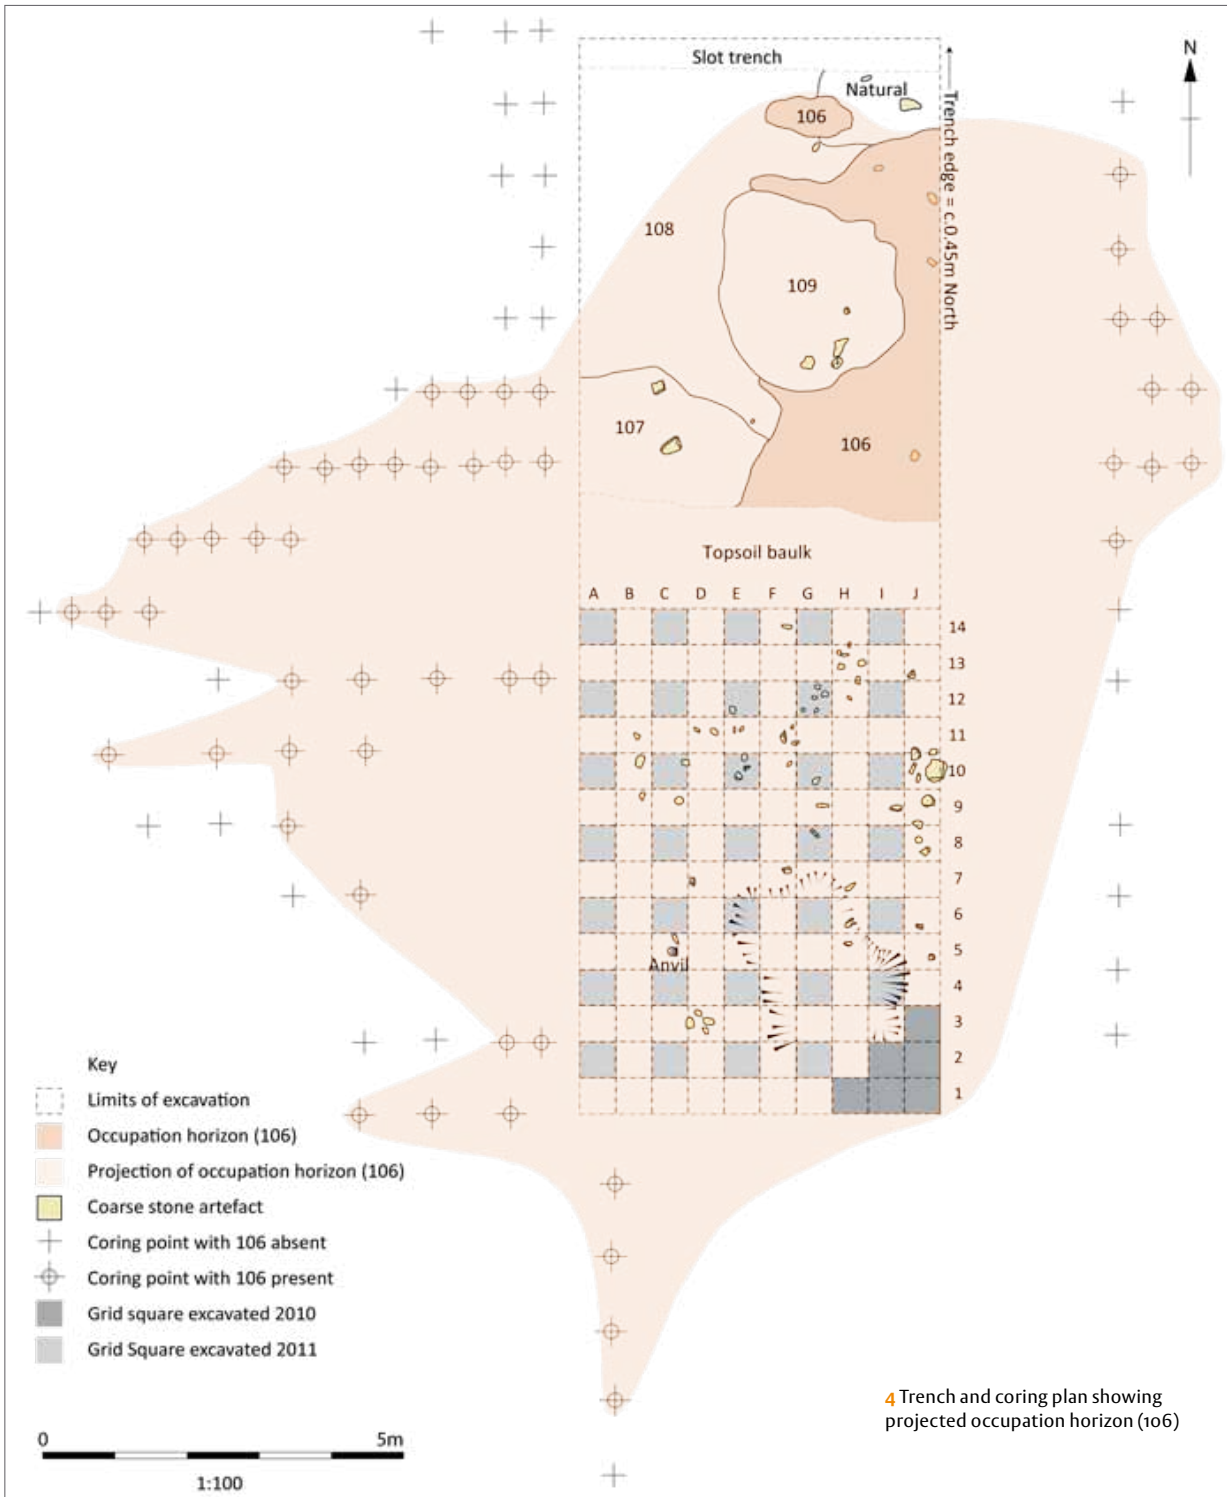 N
Slot trench
Natural
106
Trench edge = c.0.45m North
108
109
107
106
Topsoil baulk
A B C D E F G H I J
14
13
12
11
10
9
8
7
6
5
Anvil
4
3
2
1
Key
Limits of excavation
Occupation horizon (106)
Projection of occupation horizon (106)
Coarse stone artefact
Coring point with 106 absent
Coring point with 106 present
Grid square excavated 2010
Grid Square excavated 2011
0 5m
1:100
4 Trench and coring plan showing
projected occupation horizon (106)